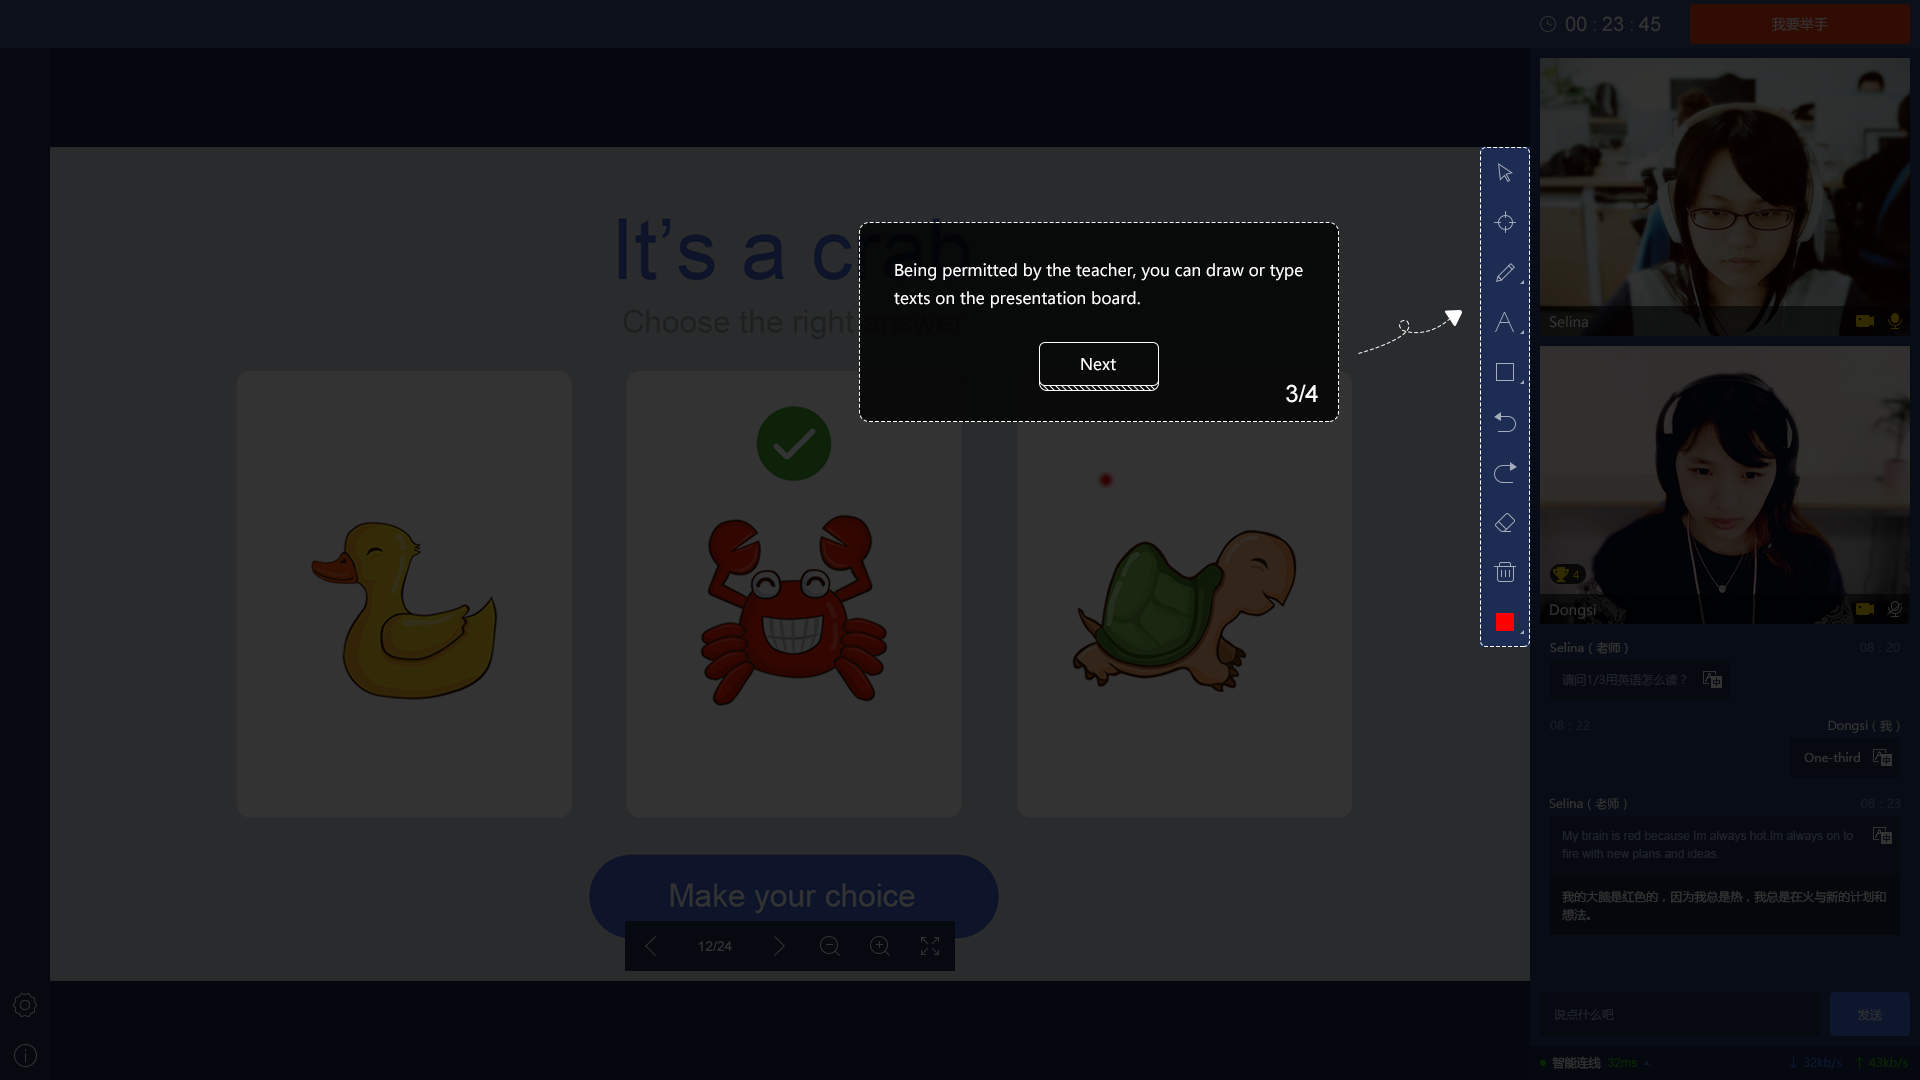 00 : 23 : 45
我要举手
It's a crab
Choose the right answer
Being permitted by the teacher, you can draw or type
texts on the presentation board.
Next
3/4
A
Make your choice
12/24
Selina
4
Dongsi
Selina ( 老师 ) 08 : 20
请问1/3用英语怎么读？
08 : 22 Dongsi ( 我 )
One-third
Selina ( 老师 ) 08 : 23
My brain is red because Im always hot.Im always on to
fire with new plans and ideas.
我的大脑是红色的，因为我总是热，我总是在火与新的计划和
想法。
说点什么吧
发送
智能连线 32ms ↓ 32kb/s ↑ 43kb/s